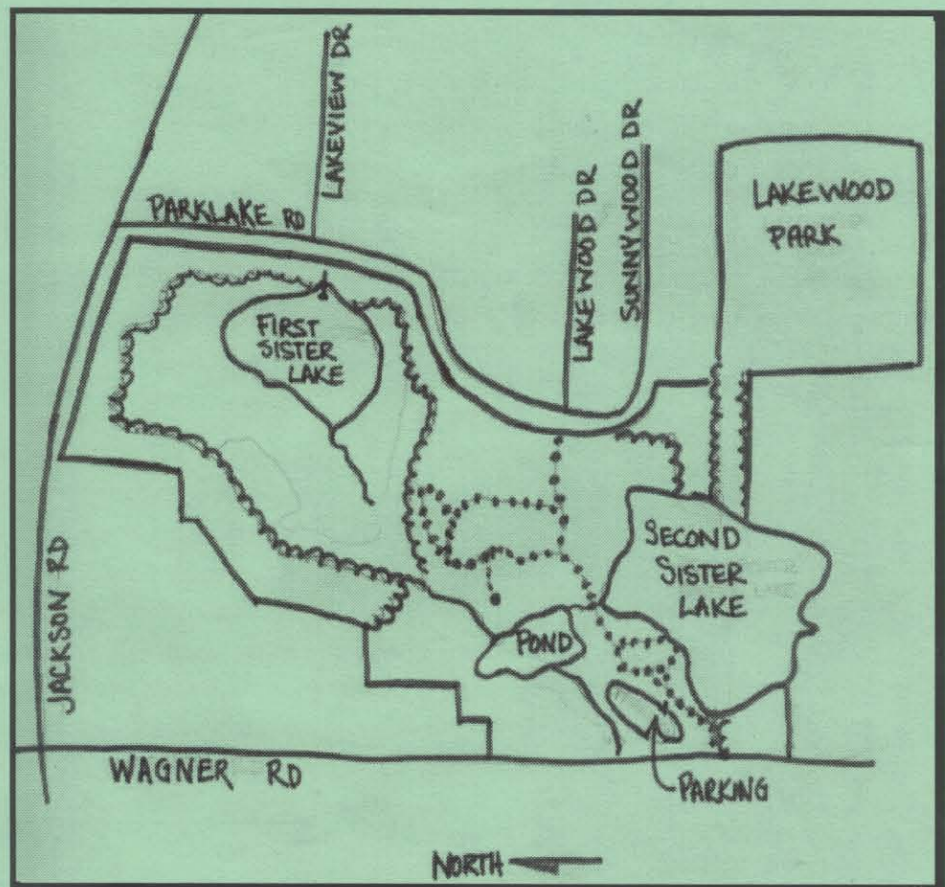 LAKEVIEW DR
PARKLAKE RD
LAKEWOOD DR
SUNNYWOOD DR
LAKEWOOD
PARK
FIRST
SISTER
LAKE
SECOND
SISTER
LAKE
POND
JACKSON RD
WAGNER RD
PARKING
NORTH